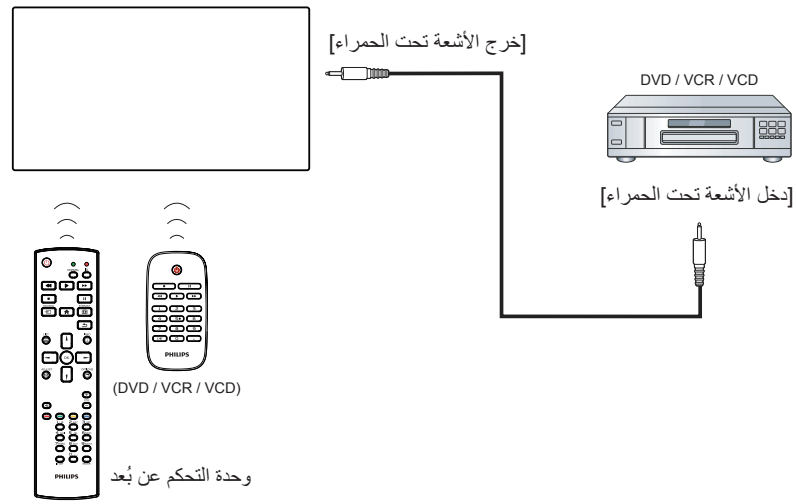 [خرج الأشعة تحت الحمراء]
DVD / VCR / VCD
[دخل الأشعة تحت الحمراء]
PHILIPS
(DVD / VCR / VCD)
وحدة التحكم عن بُعد
PHILIPS